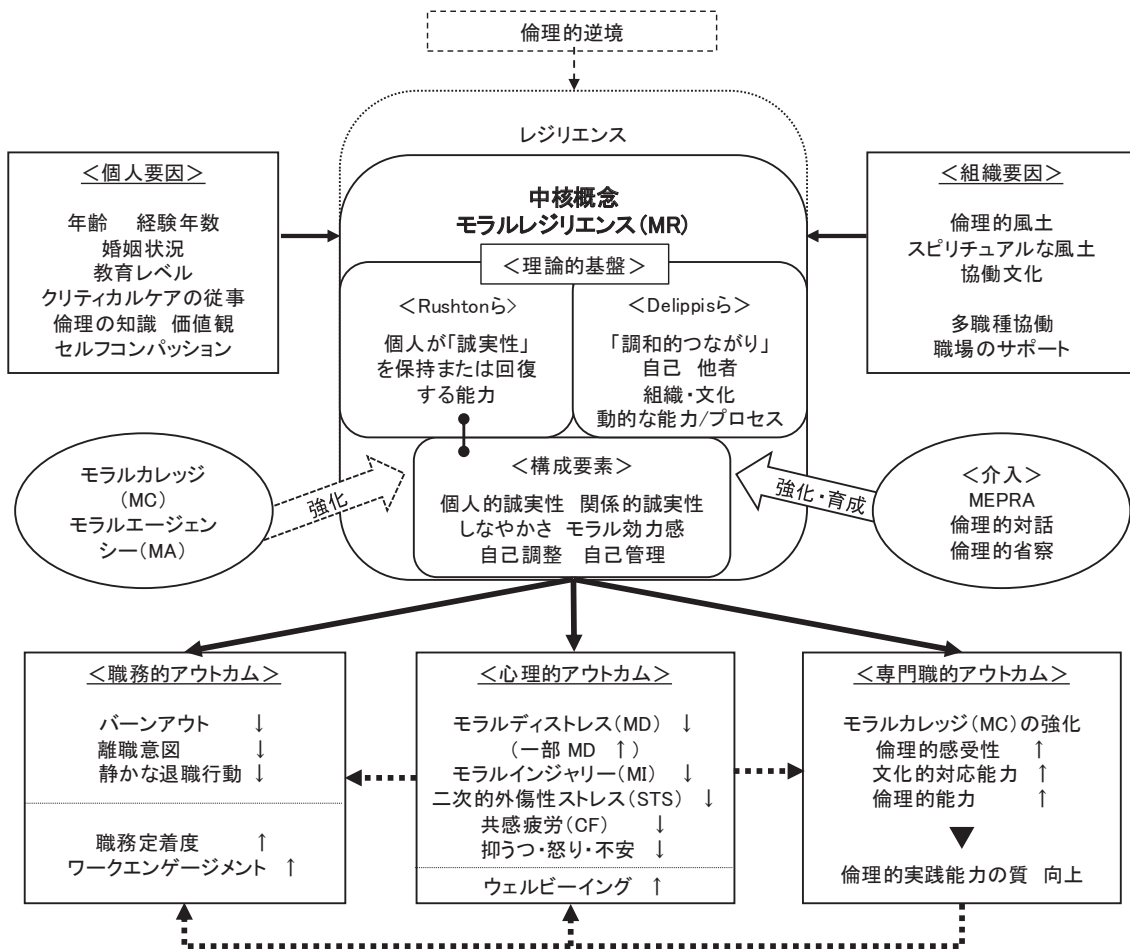 倫理的逆境
レジリエンス
＜個人要因＞
年齢　経験年数
婚姻状況
教育レベル
クリティカルケアの従事
倫理の知識　価値観
セルフコンパッション
中核概念
モラルレジリエンス（MR）
＜理論的基盤＞
＜Rushtonら＞
個人が「誠実性」
を保持または回復
する能力
＜Delippisら＞
「調和的つながり」
自己　他者
組織・文化
動的な能力/プロセス
＜組織要因＞
倫理的風土
スピリチュアルな風土
協働文化
多職種協働
職場のサポート
モラルカレッジ
（MC）
モラルエージェン
シー（MA）
強化
＜構成要素＞
個人的誠実性　関係的誠実性
しなやかさ　モラル効力感
自己調整　自己管理
強化・育成
＜介入＞
MEPRA
倫理的対話
倫理的省察
＜職務的アウトカム＞
バーンアウト　↓
離職意図　↓
静かな退職行動　↓
職務定着度　↑
ワークエンゲージメント　↑
＜心理的アウトカム＞
モラルディストレス（MD）　↓
（一部 MD　↑）
モラルインジャリー（MI）　↓
二次的外傷性ストレス（STS）　↓
共感疲労（CF）　↓
抑うつ・怒り・不安　↓
ウェルビーイング　↑
＜専門職的アウトカム＞
モラルカレッジ（MC）の強化
倫理的感受性　↑
文化的対応能力　↑
倫理的能力　↑
倫理的実践能力の質　向上